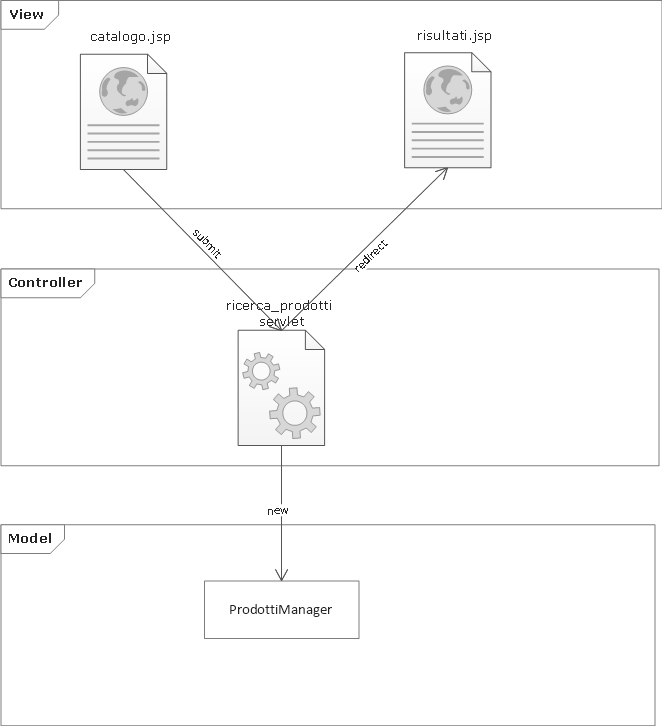 View
catalogo.jsp
risultati.jsp
submit
redirect
Controller
ricerca_prodotti
servlet
new
Model
ProdottiManager